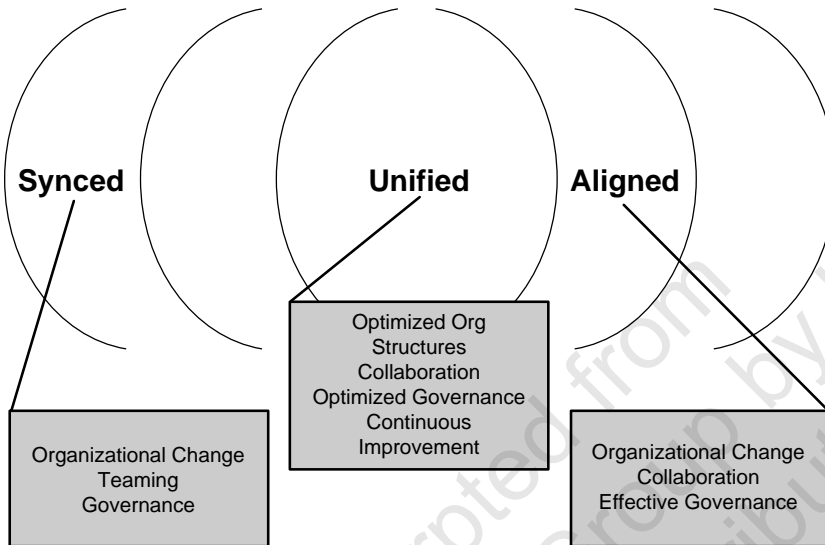 Synced
Unified
Aligned
Optimized Org
Structures
Collaboration
Optimized Governance
Continuous
Improvement
Organizational Change
Teaming
Governance
Organizational Change
Collaboration
Effective Governance